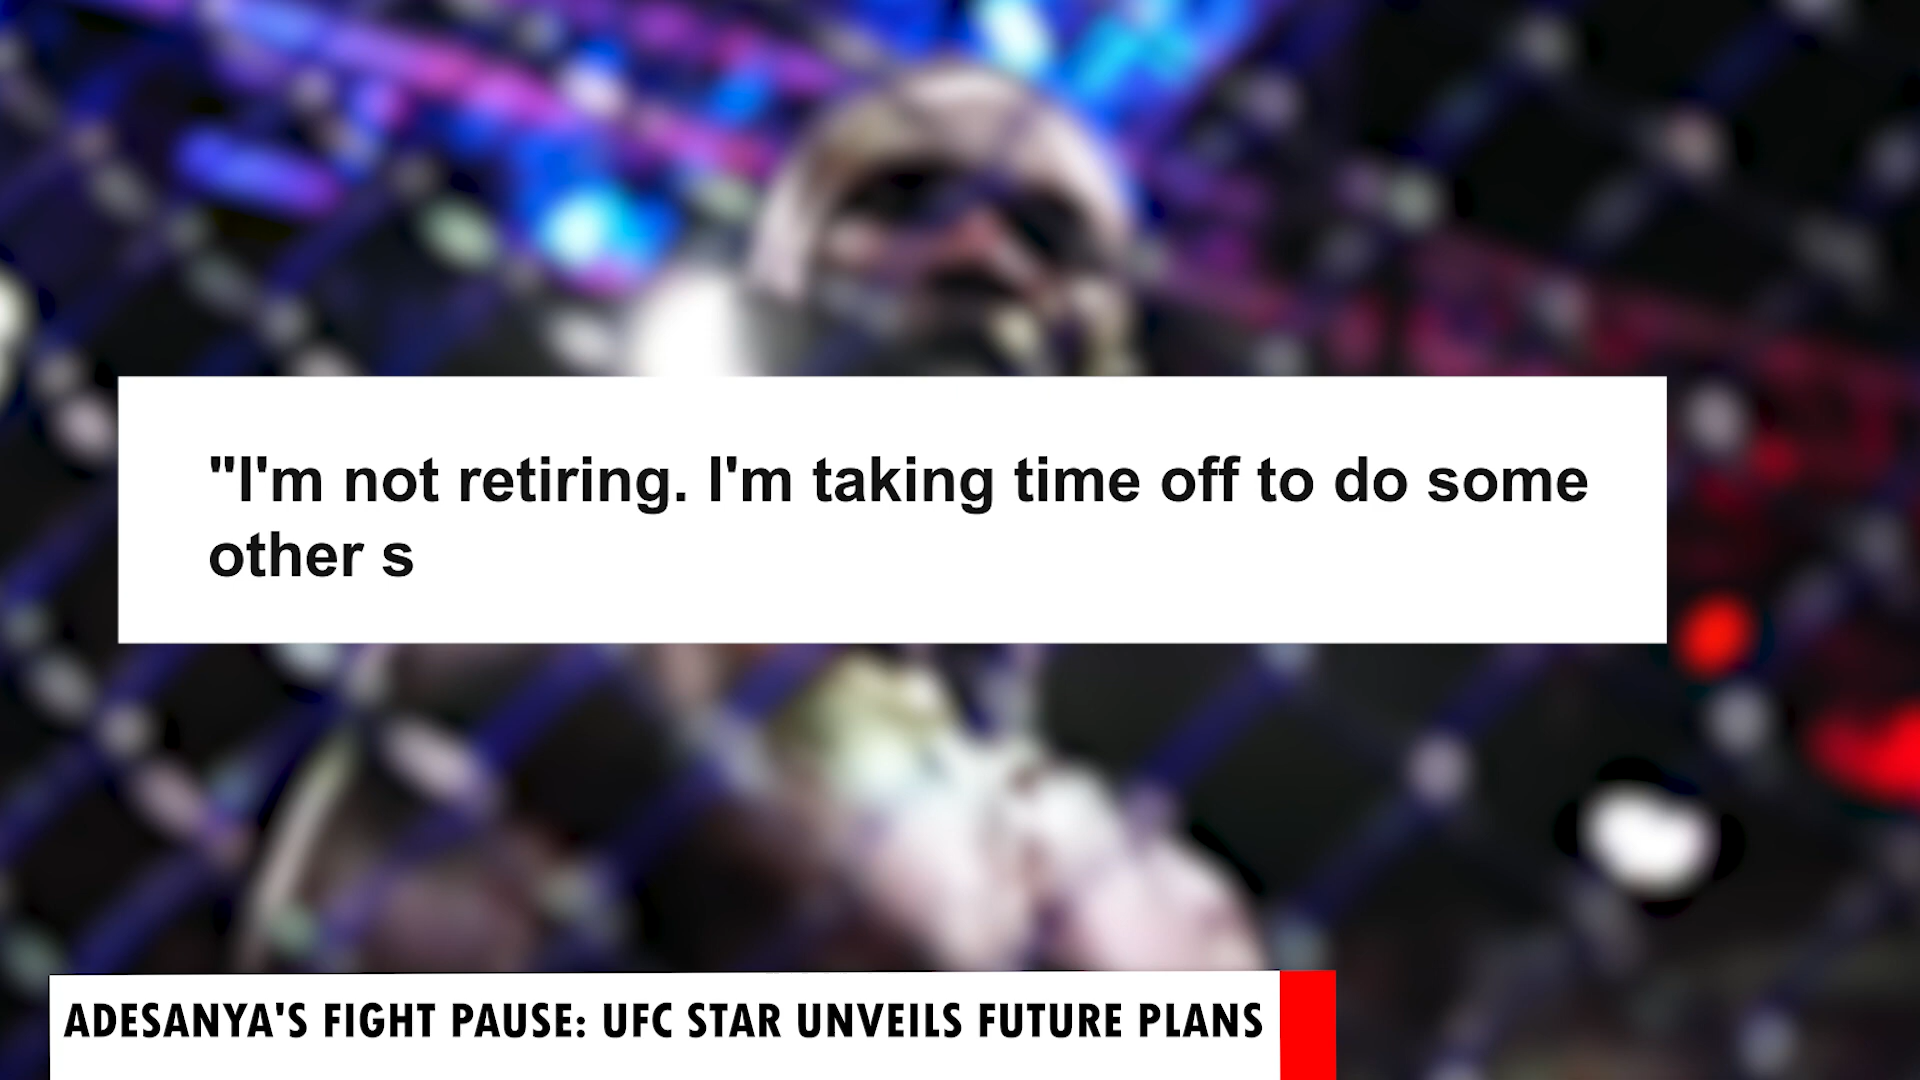 "I'm not retiring. I'm taking time off to do some
other s
ADESANYA'S FIGHT PAUSE: UFC STAR UNVEILS FUTURE PLANS